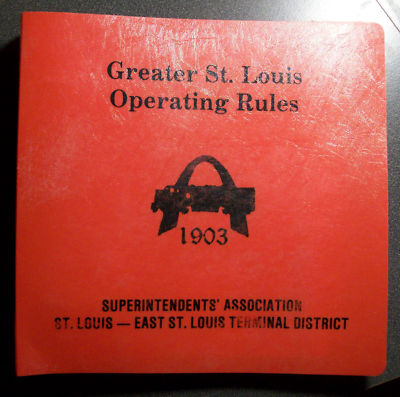 Greater St. Louis
Operating Rules
1903
SUPERINTENDENTS' ASSOCIATION
ST. LOUIS — EAST ST. LOUIS TERMINAL DISTRICT